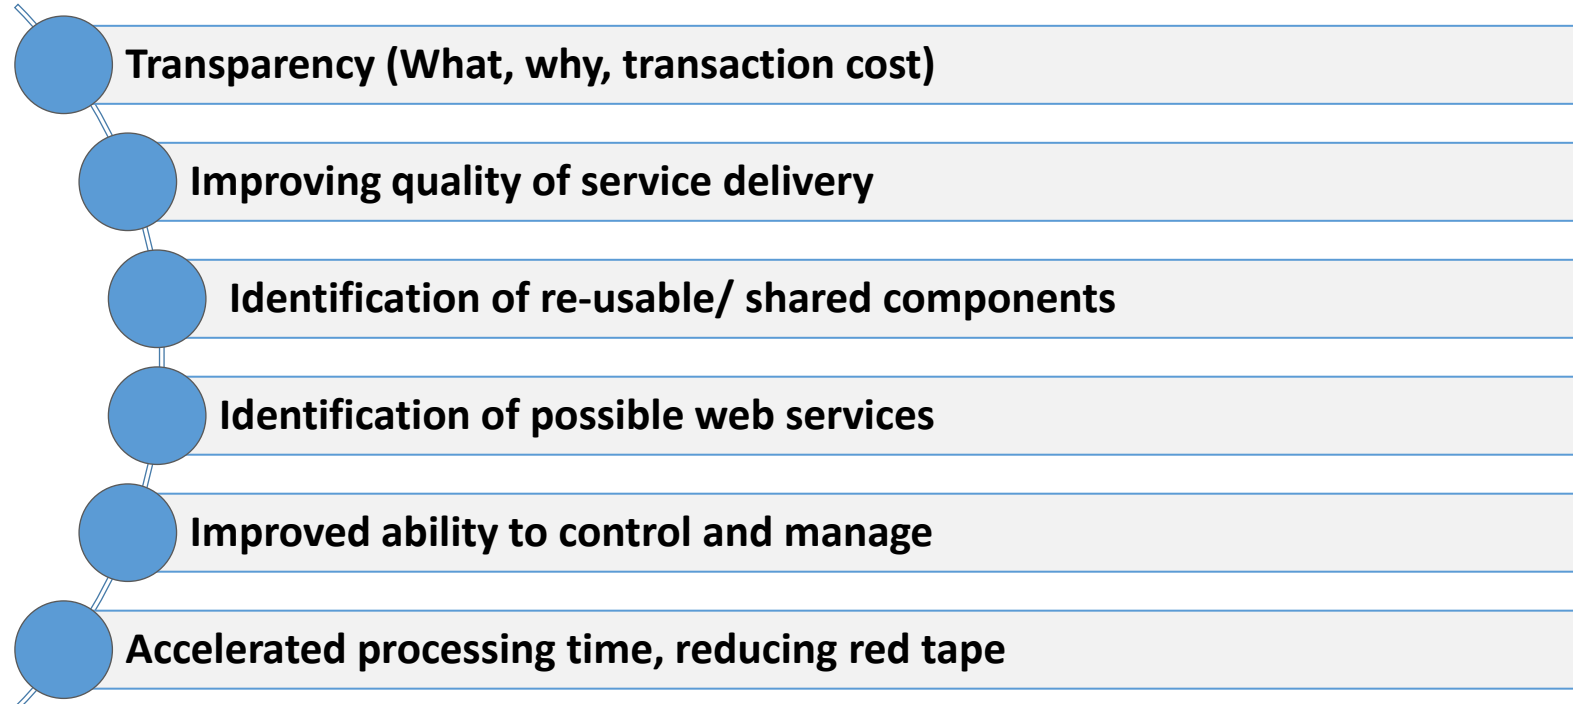 Transparency (What, why, transaction cost)
Improving quality of service delivery
Identification of re-usable/ shared components
Identification of possible web services
Improved ability to control and manage
Accelerated processing time, reducing red tape